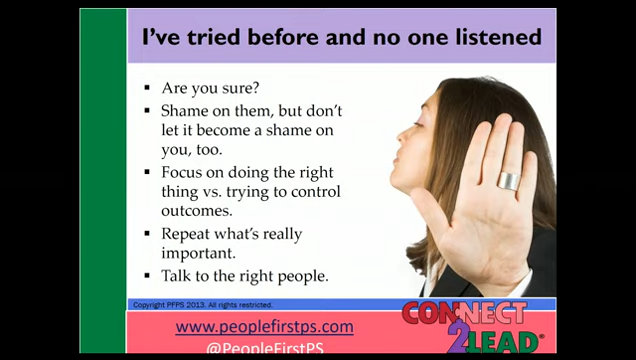 I've tried before and no one listened
▪ Are you sure?
▪ Shame on them, but don't
let it become a shame on
you, too.
▪ Focus on doing the right
thing vs. trying to control
outcomes.
▪ Repeat what's really
important.
▪ Talk to the right people.
Copyright PFPS 2013. All rights restricted.
www.peoplefirstps.com
@PeopleFirstPS
CONNECT
2LEAD®